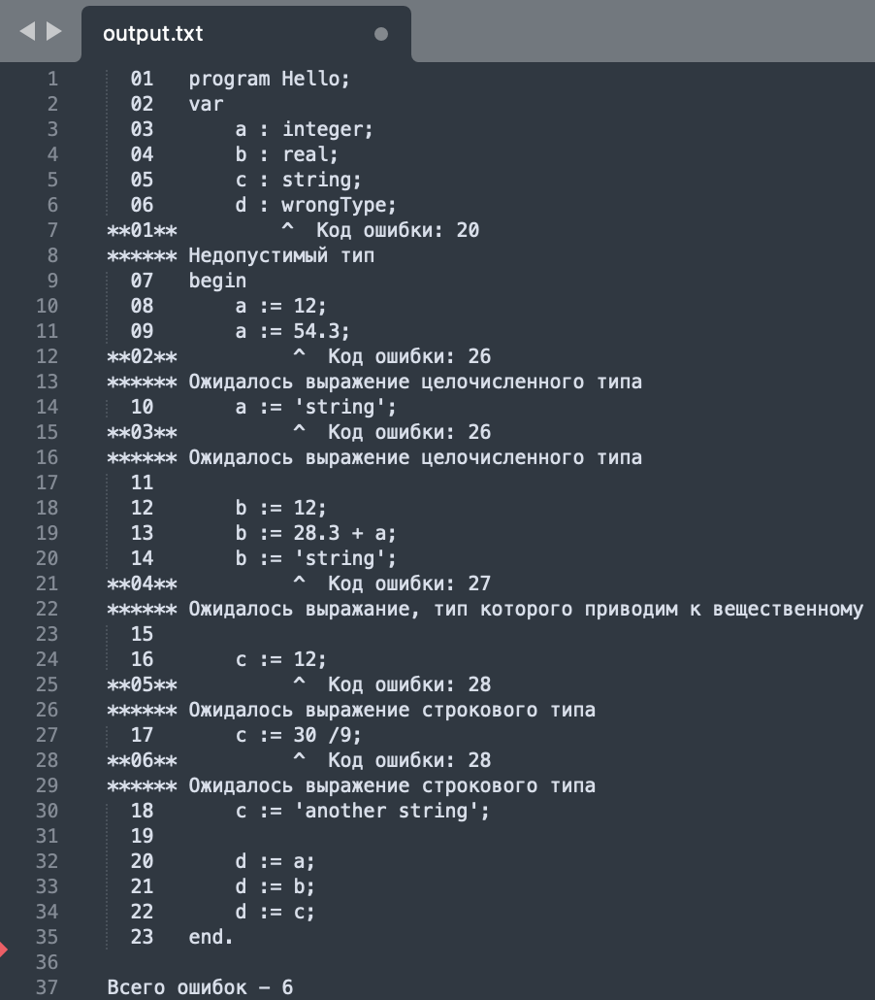 output.txt
1 01 program Hello;
2 02 var
3 03 a : integer;
4 04 b : real;
5 05 c : string;
6 06 d : wrongType;
7 **01** ^ Код ошибки: 20
8 ****** Недопустимый тип
9 07 begin
10 08 a := 12;
11 09 a := 54.3;
12 **02** ^ Код ошибки: 26
13 ****** Ожидалось выражение целочисленного типа
14 10 a := 'string';
15 **03** ^ Код ошибки: 26
16 ****** Ожидалось выражение целочисленного типа
17 11
18 12 b := 12;
19 13 b := 28.3 + a;
20 14 b := 'string';
21 **04** ^ Код ошибки: 27
22 ****** Ожидалось выражание, тип которого приводим к вещественному
23 15
24 16 c := 12;
25 **05** ^ Код ошибки: 28
26 ****** Ожидалось выражение строкового типа
27 17 c := 30 /9;
28 **06** ^ Код ошибки: 28
29 ****** Ожидалось выражение строкового типа
30 18 c := 'another string';
31 19
32 20 d := a;
33 21 d := b;
34 22 d := c;
35 23 end.
36
37 Всего ошибок – 6